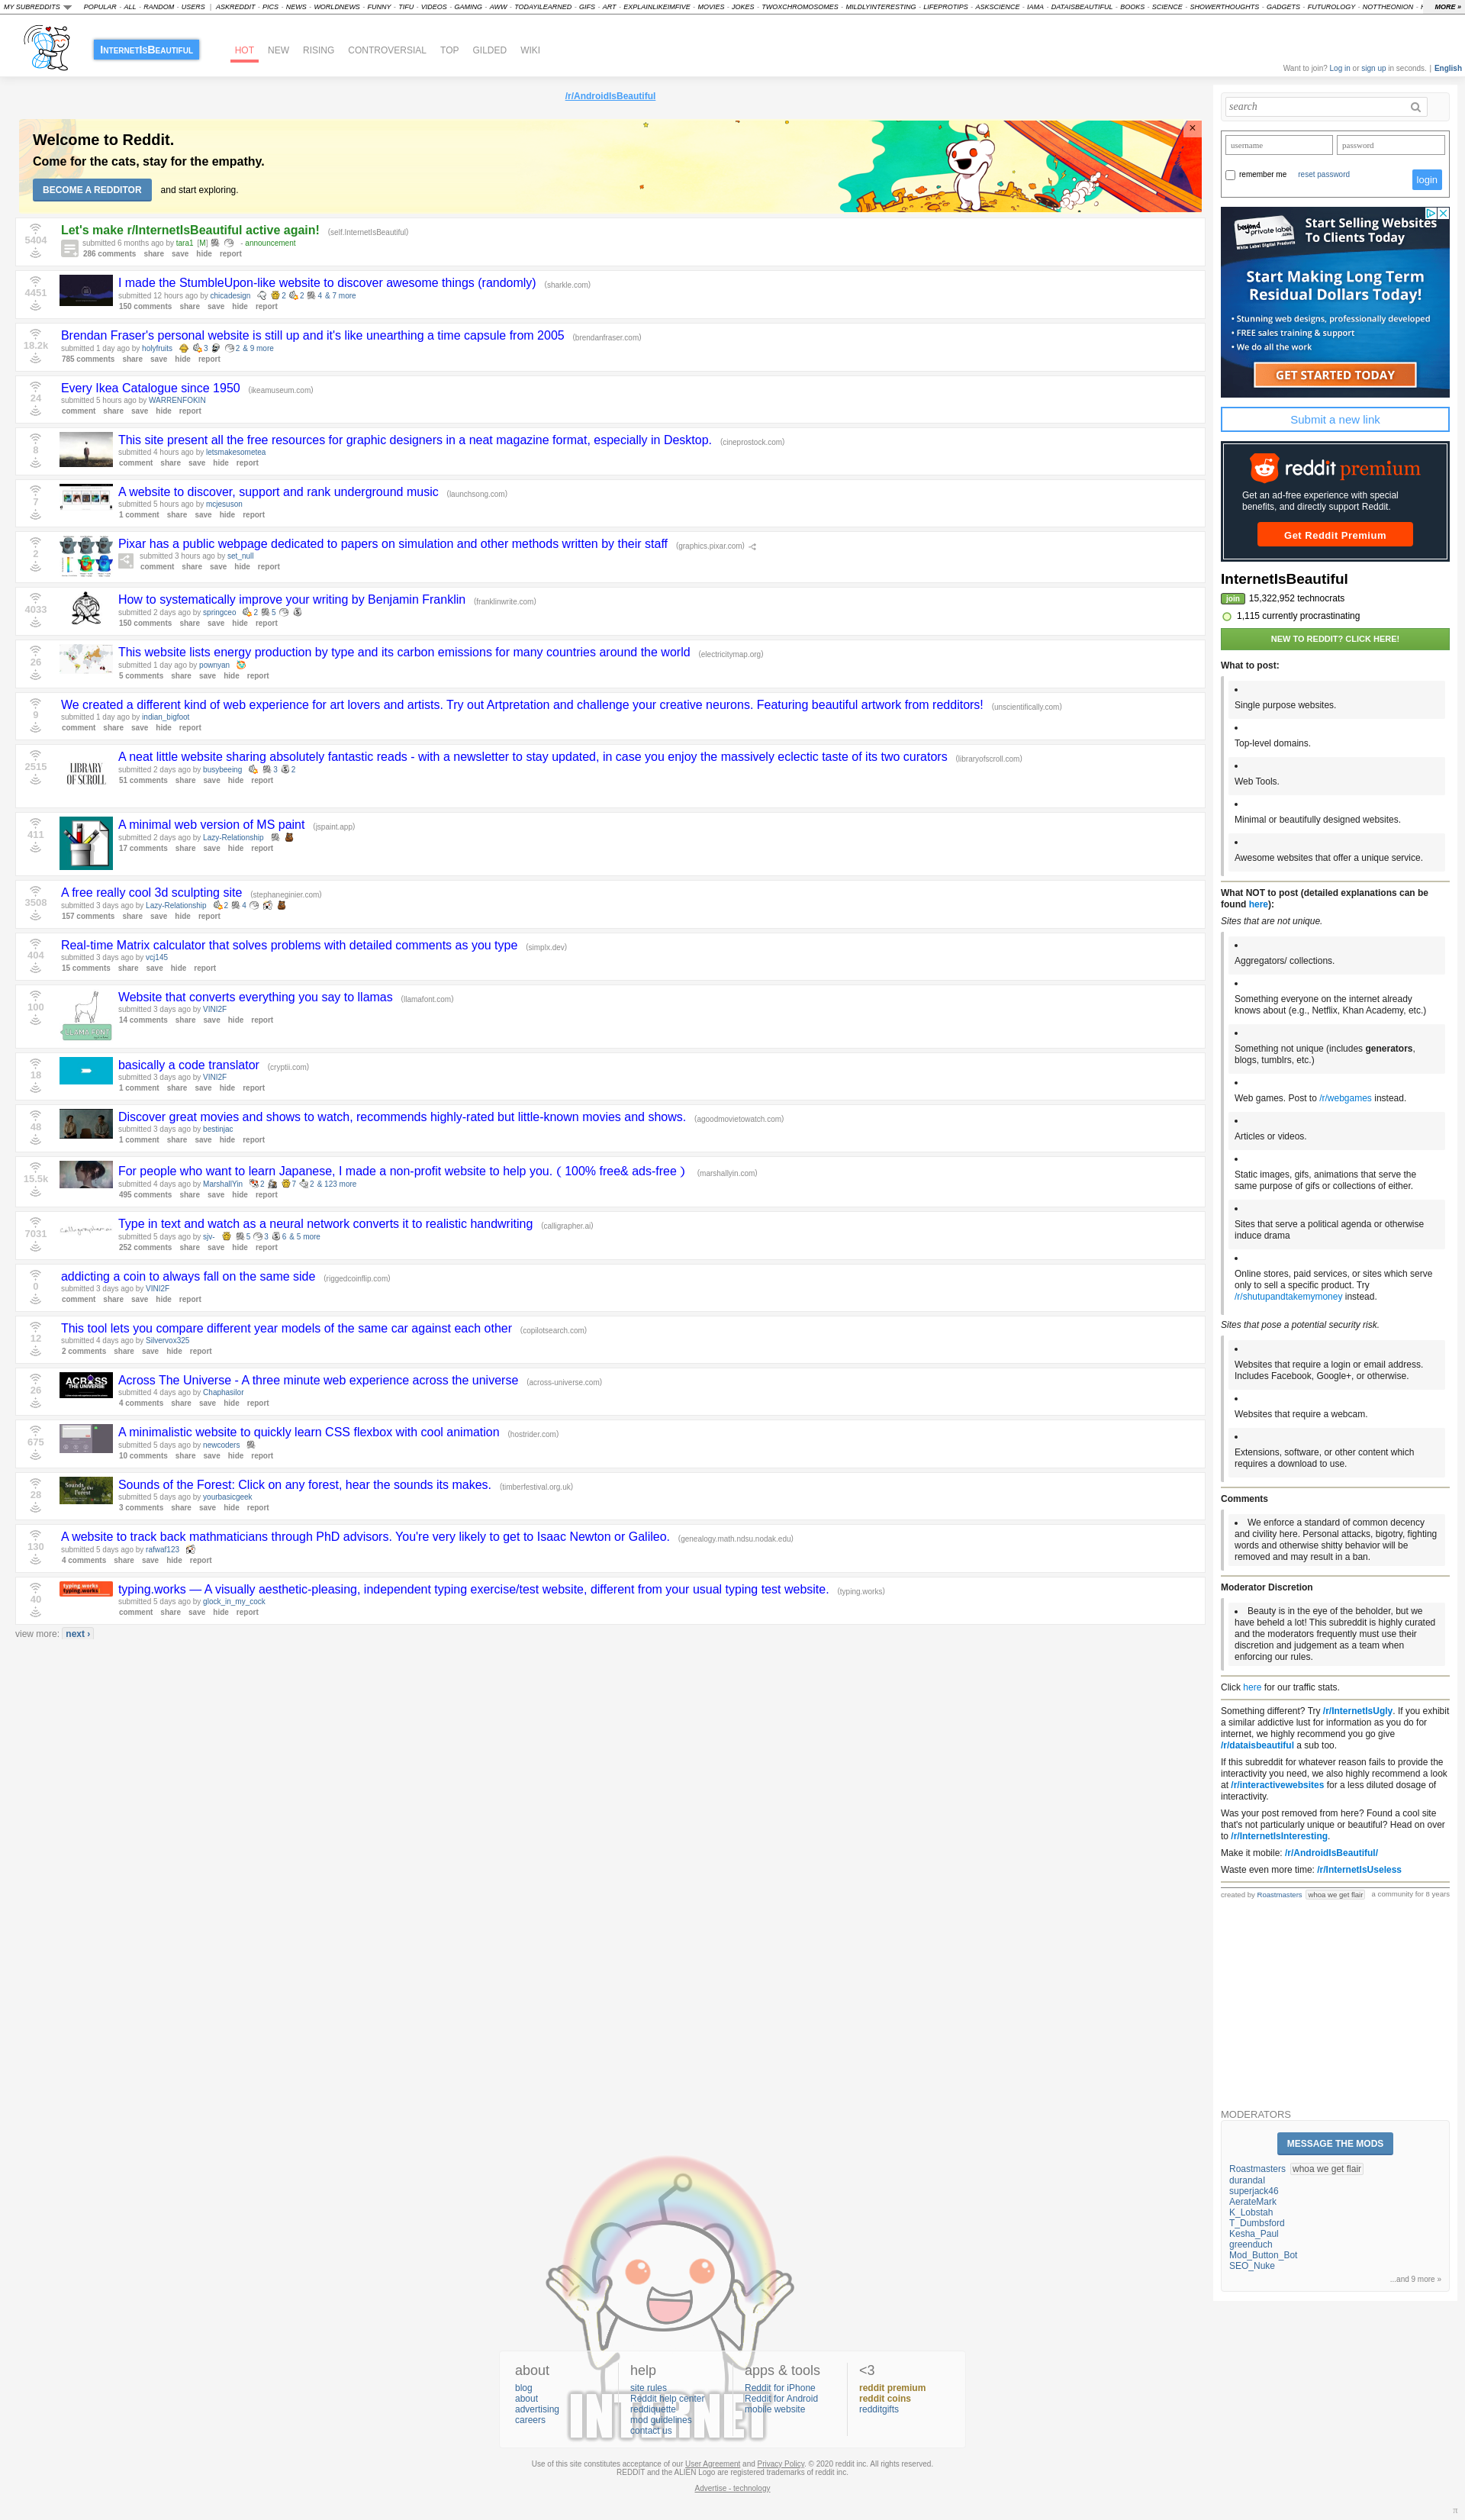 MY SUBREDDITS POPULAR - ALL - RANDOM - USERS | ASKREDDIT - PICS - NEWS - WORLDNEWS - FUNNY - TIFU - VIDEOS - GAMING - AWW - TODAYILEARNED - GIFS - ART - EXPLAINLIKEIMFIVE - MOVIES - JOKES - TWOXCHROMOSOMES - MILDLYINTERESTING - LIFEPROTIPS - ASKSCIENCE - IAMA - DATAISBEAUTIFUL - BOOKS - SCIENCE - SHOWERTHOUGHTS - GADGETS - FUTUROLOGY - NOTTHEONION - MORE »
InternetIsBeautiful HOT NEW RISING CONTROVERSIAL TOP GILDED WIKI
Want to join? Log in or sign up in seconds. | English
/r/AndroidIsBeautiful
Welcome to Reddit.
Come for the cats, stay for the empathy.
BECOME A REDDITOR and start exploring.
×
5404
Let's make r/InternetIsBeautiful active again! (self.InternetIsBeautiful)
submitted 6 months ago by tara1 [M] - announcement
286 comments share save hide report
4451
I made the StumbleUpon-like website to discover awesome things (randomly) (sharkle.com)
submitted 12 hours ago by chicadesign 2 2 4 & 7 more
150 comments share save hide report
18.2k
Brendan Fraser's personal website is still up and it's like unearthing a time capsule from 2005 (brendanfraser.com)
submitted 1 day ago by holyfruits 3 2 & 9 more
785 comments share save hide report
24
Every Ikea Catalogue since 1950 (ikeamuseum.com)
submitted 5 hours ago by WARRENFOKIN
comment share save hide report
8
This site present all the free resources for graphic designers in a neat magazine format, especially in Desktop. (cineprostock.com)
submitted 4 hours ago by letsmakesometea
comment share save hide report
7
A website to discover, support and rank underground music (launchsong.com)
submitted 5 hours ago by mcjesuson
1 comment share save hide report
2
Pixar has a public webpage dedicated to papers on simulation and other methods written by their staff (graphics.pixar.com)
submitted 3 hours ago by set_null
comment share save hide report
4033
How to systematically improve your writing by Benjamin Franklin (franklinwrite.com)
submitted 2 days ago by springceo 2 5
150 comments share save hide report
26
This website lists energy production by type and its carbon emissions for many countries around the world (electricitymap.org)
submitted 1 day ago by pownyan
5 comments share save hide report
9
We created a different kind of web experience for art lovers and artists. Try out Artpretation and challenge your creative neurons. Featuring beautiful artwork from redditors! (unscientifically.com)
submitted 1 day ago by indian_bigfoot
comment share save hide report
2515
LIBRARY OF SCROLL
A neat little website sharing absolutely fantastic reads - with a newsletter to stay updated, in case you enjoy the massively eclectic taste of its two curators (libraryofscroll.com)
submitted 2 days ago by busybeeing 3 2
51 comments share save hide report
411
A minimal web version of MS paint (jspaint.app)
submitted 2 days ago by Lazy-Relationship
17 comments share save hide report
3508
A free really cool 3d sculpting site (stephaneginier.com)
submitted 3 days ago by Lazy-Relationship 2 4
157 comments share save hide report
404
Real-time Matrix calculator that solves problems with detailed comments as you type (simplx.dev)
submitted 3 days ago by vcj145
15 comments share save hide report
100
LLAMA FONT
Website that converts everything you say to llamas (llamafont.com)
submitted 3 days ago by VINI2F
14 comments share save hide report
18
basically a code translator (cryptii.com)
submitted 3 days ago by VINI2F
1 comment share save hide report
48
Discover great movies and shows to watch, recommends highly-rated but little-known movies and shows. (agoodmovietowatch.com)
submitted 3 days ago by bestinjac
1 comment share save hide report
15.5k
For people who want to learn Japanese, I made a non-profit website to help you. ( 100% free& ads-free ) (marshallyin.com)
submitted 4 days ago by MarshallYin 2 7 2 & 123 more
495 comments share save hide report
7031
Calligrapher.ai
Type in text and watch as a neural network converts it to realistic handwriting (calligrapher.ai)
submitted 5 days ago by sjv- 5 3 6 & 5 more
252 comments share save hide report
0
addicting a coin to always fall on the same side (riggedcoinflip.com)
submitted 3 days ago by VINI2F
comment share save hide report
12
This tool lets you compare different year models of the same car against each other (copilotsearch.com)
submitted 4 days ago by Silvervox325
2 comments share save hide report
26
ACROSS THE UNIVERSE
Across The Universe - A three minute web experience across the universe (across-universe.com)
submitted 4 days ago by Chaphasilor
4 comments share save hide report
675
A minimalistic website to quickly learn CSS flexbox with cool animation (hostrider.com)
submitted 5 days ago by newcoders
10 comments share save hide report
28
Sounds of the Forest
Sounds of the Forest: Click on any forest, hear the sounds its makes. (timberfestival.org.uk)
submitted 5 days ago by yourbasicgeek
3 comments share save hide report
130
A website to track back mathmaticians through PhD advisors. You're very likely to get to Isaac Newton or Galileo. (genealogy.math.ndsu.nodak.edu)
submitted 5 days ago by rafwaf123
4 comments share save hide report
40
typing.works
typing.works
typing.works — A visually aesthetic-pleasing, independent typing exercise/test website, different from your usual typing test website. (typing.works)
submitted 5 days ago by glock_in_my_cock
comment share save hide report
view more: next ›
search
username password
remember me reset password login
beyond private label
White Label Digital Products
Start Selling Websites
To Clients Today
Start Making Long Term
Residual Dollars Today!
• Stunning web designs, professionally developed
• FREE sales training & support
• We do all the work
GET STARTED TODAY
Submit a new link
reddit premium
Get an ad-free experience with special
benefits, and directly support Reddit.
Get Reddit Premium
InternetIsBeautiful
join 15,322,952 technocrats
1,115 currently procrastinating
NEW TO REDDIT? CLICK HERE!
What to post:
Single purpose websites.
Top-level domains.
Web Tools.
Minimal or beautifully designed websites.
Awesome websites that offer a unique service.
What NOT to post (detailed explanations can be
found here):
Sites that are not unique.
Aggregators/ collections.
Something everyone on the internet already
knows about (e.g., Netflix, Khan Academy, etc.)
Something not unique (includes generators,
blogs, tumblrs, etc.)
Web games. Post to /r/webgames instead.
Articles or videos.
Static images, gifs, animations that serve the
same purpose of gifs or collections of either.
Sites that serve a political agenda or otherwise
induce drama
Online stores, paid services, or sites which serve
only to sell a specific product. Try
/r/shutupandtakemymoney instead.
Sites that pose a potential security risk.
Websites that require a login or email address.
Includes Facebook, Google+, or otherwise.
Websites that require a webcam.
Extensions, software, or other content which
requires a download to use.
Comments
• We enforce a standard of common decency
and civility here. Personal attacks, bigotry, fighting
words and otherwise shitty behavior will be
removed and may result in a ban.
Moderator Discretion
• Beauty is in the eye of the beholder, but we
have beheld a lot! This subreddit is highly curated
and the moderators frequently must use their
discretion and judgement as a team when
enforcing our rules.
Click here for our traffic stats.
Something different? Try /r/InternetIsUgly. If you exhibit
a similar addictive lust for information as you do for
internet, we highly recommend you go give
/r/dataisbeautiful a sub too.
If this subreddit for whatever reason fails to provide the
interactivity you need, we also highly recommend a look
at /r/interactivewebsites for a less diluted dosage of
interactivity.
Was your post removed from here? Found a cool site
that's not particularly unique or beautiful? Head on over
to /r/InternetIsInteresting.
Make it mobile: /r/AndroidIsBeautiful/
Waste even more time: /r/InternetIsUseless
created by Roastmasters whoa we get flair a community for 8 years
MODERATORS
MESSAGE THE MODS
Roastmasters whoa we get flair
durandal
superjack46
AerateMark
K_Lobstah
T_Dumbsford
Kesha_Paul
greenduch
Mod_Button_Bot
SEO_Nuke
...and 9 more »
INTERNET
about
blog
about
advertising
careers
help
site rules
Reddit help center
reddiquette
mod guidelines
contact us
apps & tools
Reddit for iPhone
Reddit for Android
mobile website
<3
reddit premium
reddit coins
redditgifts
Use of this site constitutes acceptance of our User Agreement and Privacy Policy. © 2020 reddit inc. All rights reserved.
REDDIT and the ALIEN Logo are registered trademarks of reddit inc.
Advertise - technology
π